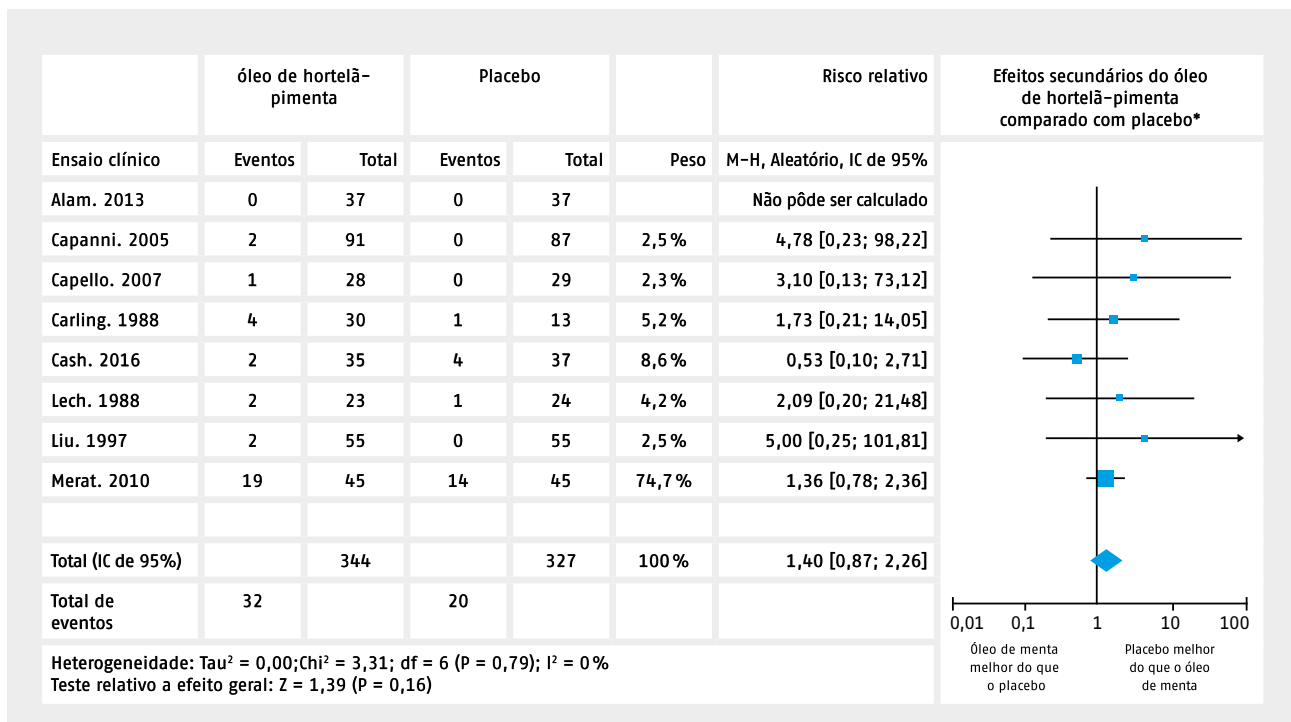 óleo de hortelã-
pimenta
Placebo
Risco relativo
Efeitos secundários do óleo
de hortelã-pimenta
comparado com placebo*
Ensaio clínico Eventos Total Eventos Total Peso M-H, Aleatório, IC de 95%
Alam. 2013 0 37 0 37 Não pôde ser calculado
Capanni. 2005 2 91 0 87 2,5% 4,78 [0,23; 98,22]
Capello. 2007 1 28 0 29 2,3% 3,10 [0,13; 73,12]
Carling. 1988 4 30 1 13 5,2% 1,73 [0,21; 14,05]
Cash. 2016 2 35 4 37 8,6% 0,53 [0,10; 2,71]
Lech. 1988 2 23 1 24 4,2% 2,09 [0,20; 21,48]
Liu. 1997 2 55 0 55 2,5% 5,00 [0,25; 101,81]
Merat. 2010 19 45 14 45 74,7% 1,36 [0,78; 2,36]
Total (IC de 95%) 344 327 100% 1,40 [0,87; 2,26]
Total de
eventos
32 20
Heterogeneidade: Tau² = 0,00;Chi² = 3,31; df = 6 (P = 0,79); I² = 0%
Teste relativo a efeito geral: Z = 1,39 (P = 0,16)
0,01 0,1 1 10 100
Óleo de menta
melhor do que
o placebo
Placebo melhor
do que o óleo
de menta